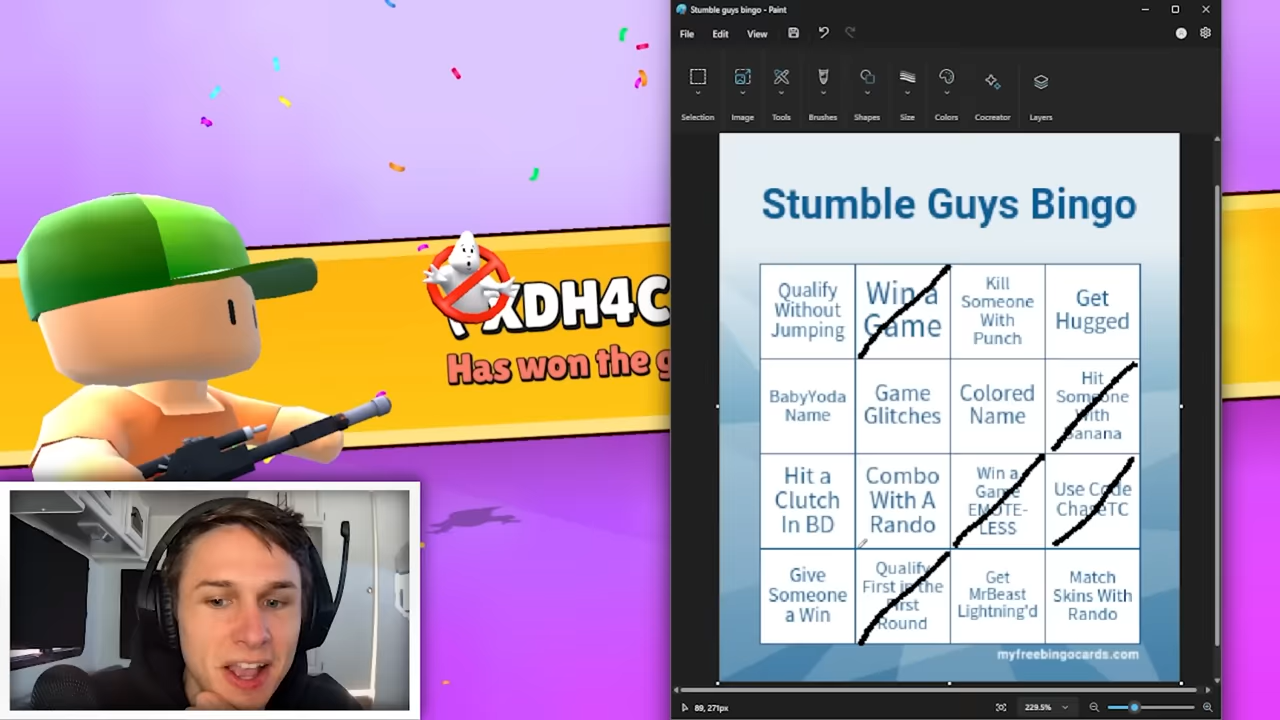 Stumble guys bingo - Paint
File Edit View
Selection Image Tools Brushes Shapes Size Colors Cocreator Layers
Stumble Guys Bingo
Qualify
Without
Jumping
Win a
Game
Kill
Someone
With
Punch
Get
Hugged
BabyYoda
Name
Game
Glitches
Colored
Name
Hit
Someone
With
Banana
Hit a
Clutch
In BD
Combo
With A
Rando
Win a
Game
EMOTE-
LESS
Use Code
ChaseTC
Give
Someone
a Win
Qualify
First in the
First
Round
Get
MrBeast
Lightning'd
Match
Skins With
Rando
myfreebingocards.com
XDH4C
Has won the g
89, 271px
229.5%